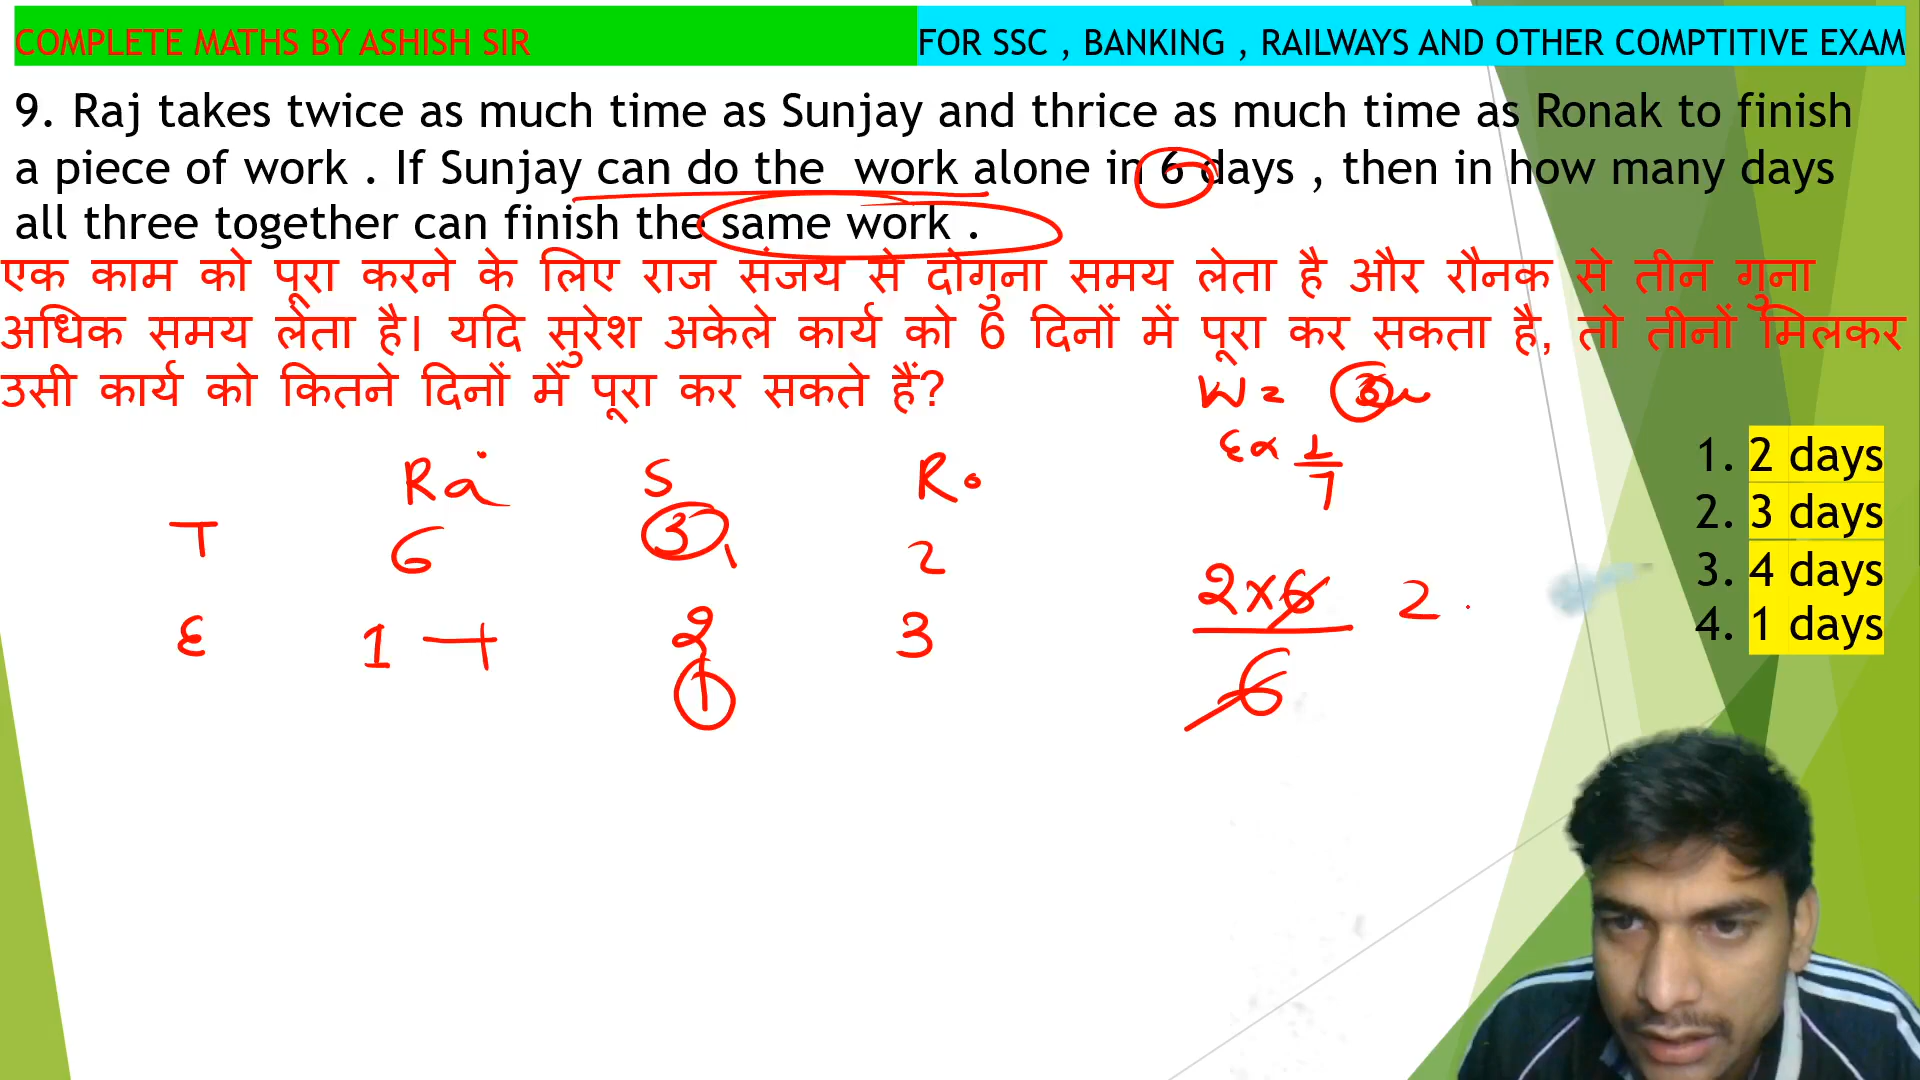 COMPLETE MATHS BY ASHISH SIR FOR SSC , BANKING , RAILWAYS AND OTHER COMPTITIVE EXAM
9. Raj takes twice as much time as Sunjay and thrice as much time as Ronak to finish
a piece of work . If Sunjay can do the work alone in 6 days , then in how many days
all three together can finish the same work .
एक काम को पूरा करने के लिए राज संजय से दोगुना समय लेता है और रौनक से तीन गुना
अधिक समय लेता है। यदि सुरेश अकेले कार्य को 6 दिनों में पूरा कर सकता है, तो तीनों मिलकर
उसी कार्य को कितने दिनों में पूरा कर सकते हैं?
W =
E α 1/T
Raj S Ro
T 6 3 2
E 1 2 3
1
2×6 2
6
1. 2 days
2. 3 days
3. 4 days
4. 1 days